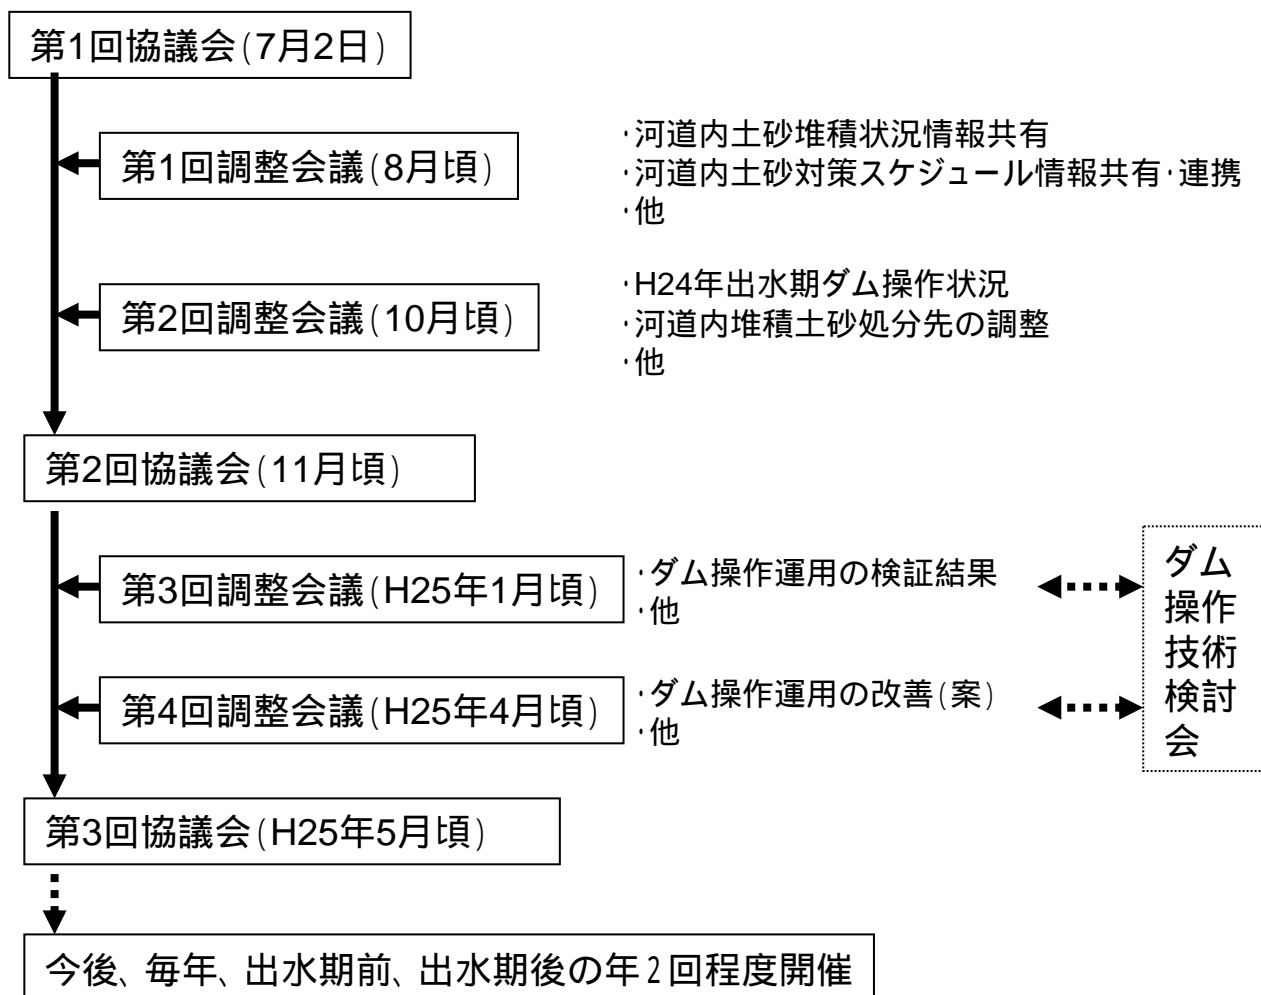 第1回協議会(7月2日)
第1回調整会議(8月頃)
・河道内土砂堆積状況情報共有
・河道内土砂対策スケジュール情報共有・連携
・他
第2回調整会議(10月頃)
・H24年出水期ダム操作状況
・河道内堆積土砂処分先の調整
・他
第2回協議会(11月頃)
第3回調整会議(H25年1月頃)
・ダム操作運用の検証結果
・他
第4回調整会議(H25年4月頃)
・ダム操作運用の改善(案)
・他
ダム
操作
技術
検討
会
第3回協議会(H25年5月頃)
今後、毎年、出水期前、出水期後の年2回程度開催